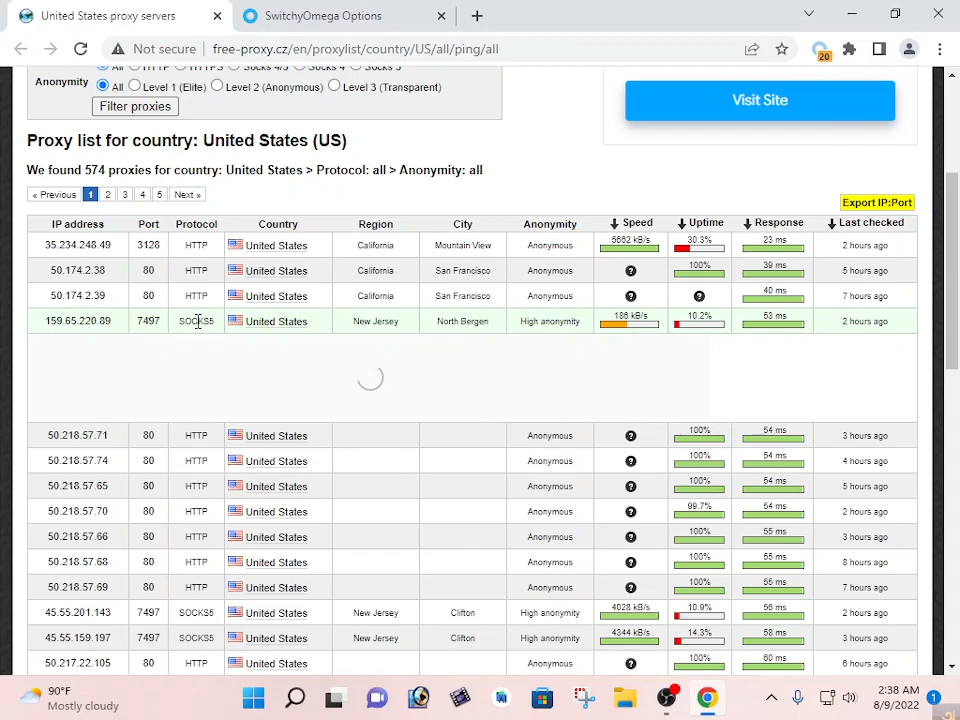 United States proxy servers
SwitchyOmega Options
Not secure
free-proxy.cz/en/proxylist/country/US/all/ping/all
20
All HTTP HTTPS Socks 4/5 Socks 4 Socks 5
Anonymity
All Level 1 (Elite) Level 2 (Anonymous) Level 3 (Transparent)
Filter proxies
Visit Site
Proxy list for country: United States (US)
We found 574 proxies for country: United States > Protocol: all > Anonymity: all
« Previous 1 2 3 4 5 Next »
Export IP:Port
IP address Port Protocol Country Region City Anonymity Speed Uptime Response Last checked
35.234.248.49 3128 HTTP United States California Mountain View Anonymous 5662 kB/s 30.3% 23 ms 2 hours ago
50.174.2.38 80 HTTP United States California San Francisco Anonymous ? 100% 39 ms 5 hours ago
50.174.2.39 80 HTTP United States California San Francisco Anonymous ? ? 40 ms 7 hours ago
159.65.220.89 7497 SOCKS5 United States New Jersey North Bergen High anonymity 186 kB/s 10.2% 53 ms 2 hours ago
50.218.57.71 80 HTTP United States Anonymous ? 100% 54 ms 3 hours ago
50.218.57.74 80 HTTP United States Anonymous ? 100% 54 ms 4 hours ago
50.218.57.65 80 HTTP United States Anonymous ? 100% 54 ms 5 hours ago
50.218.57.70 80 HTTP United States Anonymous ? 99.7% 54 ms 2 hours ago
50.218.57.66 80 HTTP United States Anonymous ? 100% 55 ms 3 hours ago
50.218.57.68 80 HTTP United States Anonymous ? 100% 55 ms 8 hours ago
50.218.57.69 80 HTTP United States Anonymous ? 100% 55 ms 7 hours ago
45.55.201.143 7497 SOCKS5 United States New Jersey Clifton High anonymity 4028 kB/s 10.9% 56 ms 2 hours ago
45.55.159.197 7497 SOCKS5 United States New Jersey Clifton High anonymity 4344 kB/s 14.3% 58 ms 3 hours ago
50.217.22.105 80 HTTP United States Anonymous ? 100% 60 ms 6 hours ago
90°F
Mostly cloudy
2:38 AM
8/9/2022
1